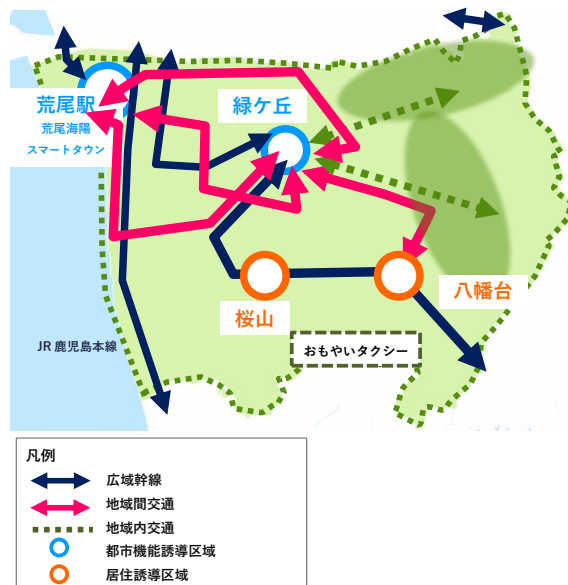 荒尾駅
荒尾海陽
スマートタウン
緑ケ丘
八幡台
桜山
おもやいタクシー
JR鹿児島本線
凡例
広域幹線
地域間交通
地域内交通
都市機能誘導区域
居住誘導区域